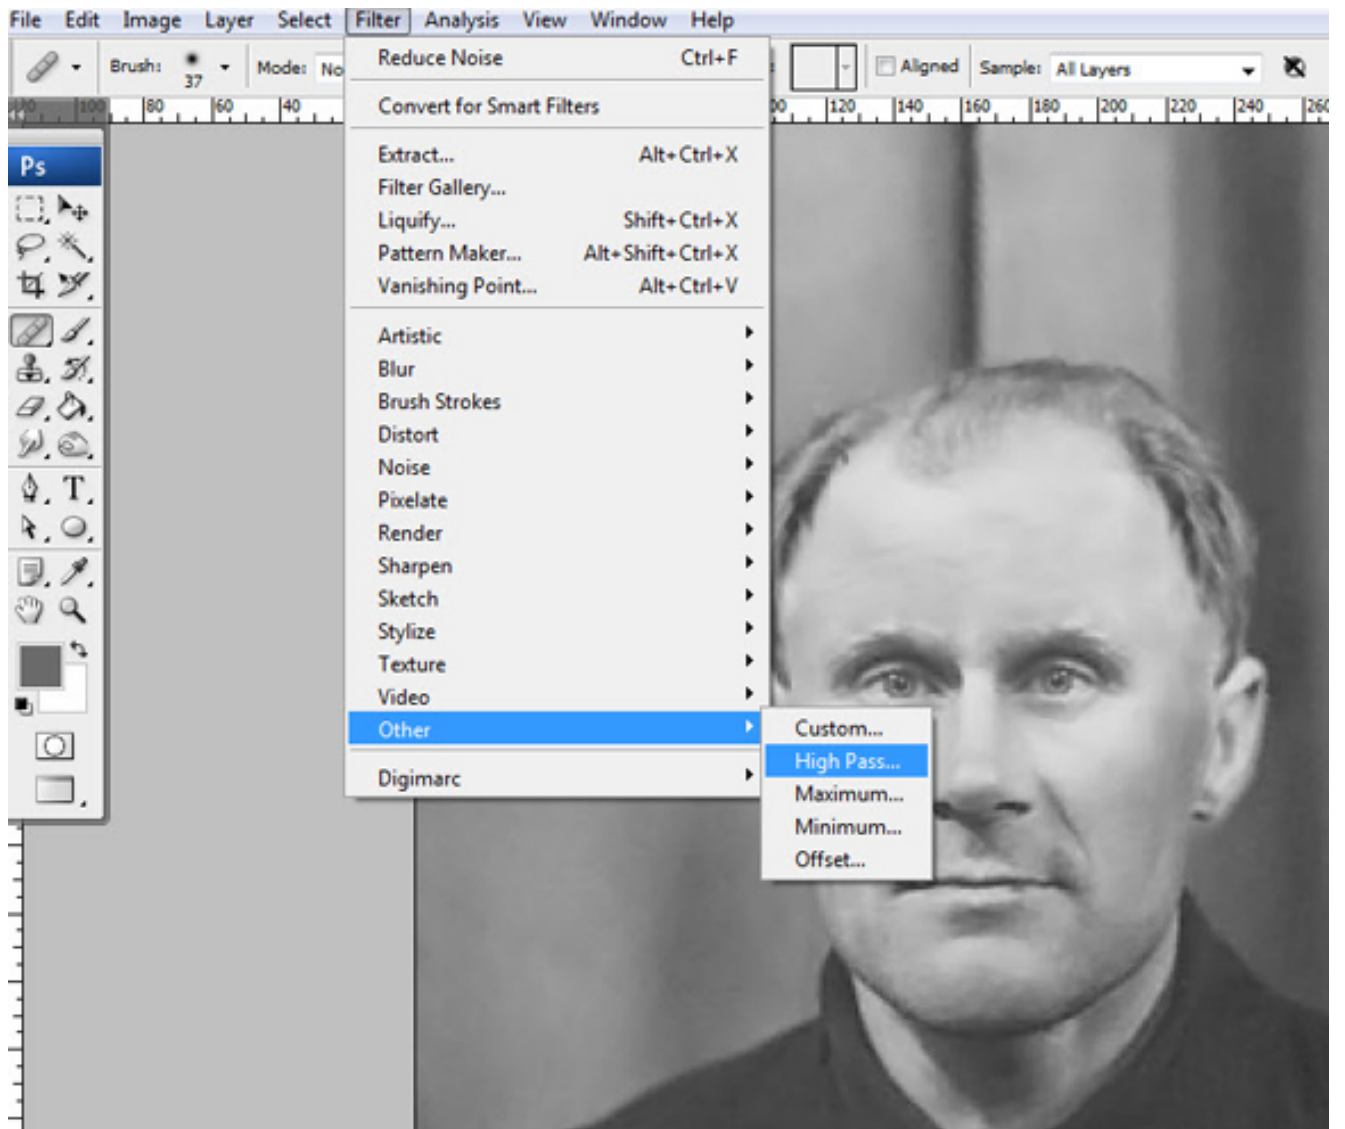 File Edit Image Layer Select Filter Analysis View Window Help
Brush: 37 Mode: No Aligned Sample: All Layers
100 80 60 40 120 140 160 180 200 220 240 260
Ps
Reduce Noise Ctrl+F
Convert for Smart Filters
Extract... Alt+Ctrl+X
Filter Gallery...
Liquify... Shift+Ctrl+X
Pattern Maker... Alt+Shift+Ctrl+X
Vanishing Point... Alt+Ctrl+V
Artistic
Blur
Brush Strokes
Distort
Noise
Pixelate
Render
Sharpen
Sketch
Stylize
Texture
Video
Other
Digimarc
Custom...
High Pass...
Maximum...
Minimum...
Offset...
T